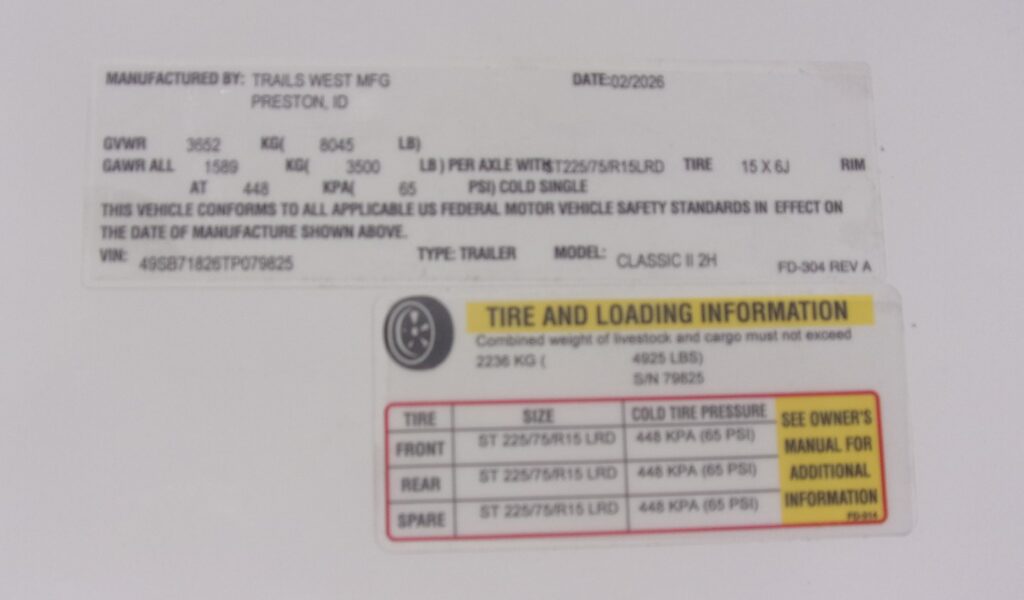 MANUFACTURED BY: TRAILS WEST MFG DATE:02/2026
PRESTON, ID
GVWR 3652 KG( 8045 LB)
GAWR ALL 1589 KG( 3500 LB ) PER AXLE WITH ST225/75/R15LRD TIRE 15 X 6J RIM
AT 448 KPA( 65 PSI) COLD SINGLE
THIS VEHICLE CONFORMS TO ALL APPLICABLE US FEDERAL MOTOR VEHICLE SAFETY STANDARDS IN EFFECT ON
THE DATE OF MANUFACTURE SHOWN ABOVE.
VIN: 49SB71826TP079825 TYPE: TRAILER MODEL: CLASSIC II 2H FD-304 REV A
TIRE AND LOADING INFORMATION
Combined weight of livestock and cargo must not exceed
2236 KG ( 4925 LBS)
S/N 79825
TIRE SIZE COLD TIRE PRESSURE SEE OWNER'S
FRONT ST 225/75/R15 LRD 448 KPA (65 PSI) MANUAL FOR
REAR ST 225/75/R15 LRD 448 KPA (65 PSI) ADDITIONAL
SPARE ST 225/75/R15 LRD 448 KPA (65 PSI) INFORMATION